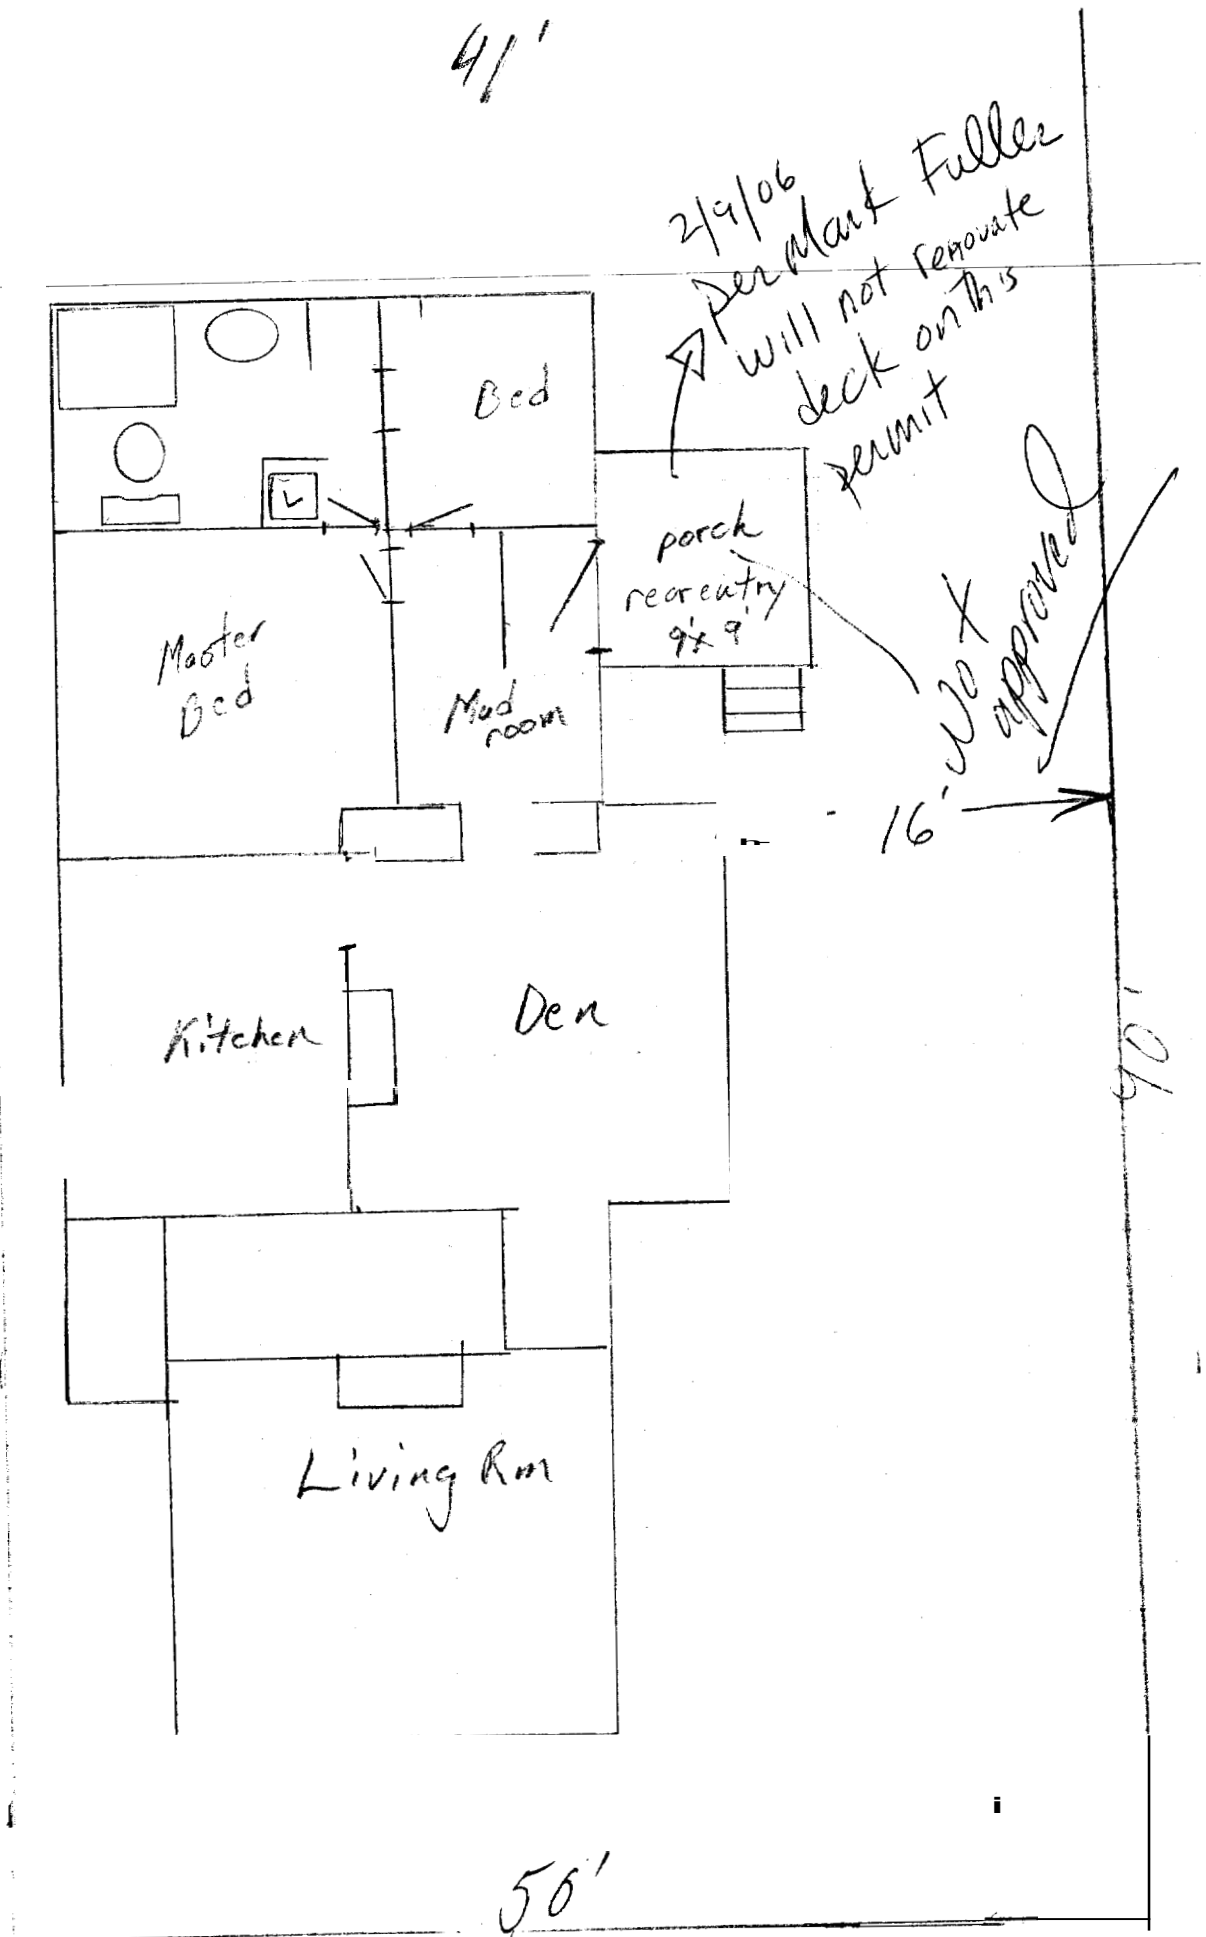 41'
2/9/06
per Mark Fuller
will not renovate
deck on this
permit
Bed
porch
rear entry
9'x 9'
No X
approved
Master
Bed
Mud
room
16'
Kitchen
Den
90'
Living Rm
i
50'